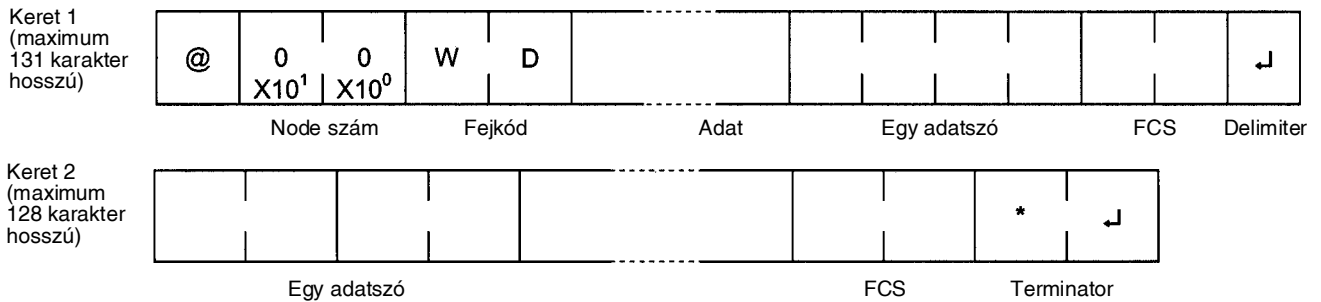 Keret 1
(maximum
131 karakter
hosszú)
@ 0 0 W D ↵
X10¹ X10⁰
Node szám Fejkód Adat Egy adatszó FCS Delimiter
Keret 2
(maximum
128 karakter
hosszú)
* ↵
Egy adatszó FCS Terminator